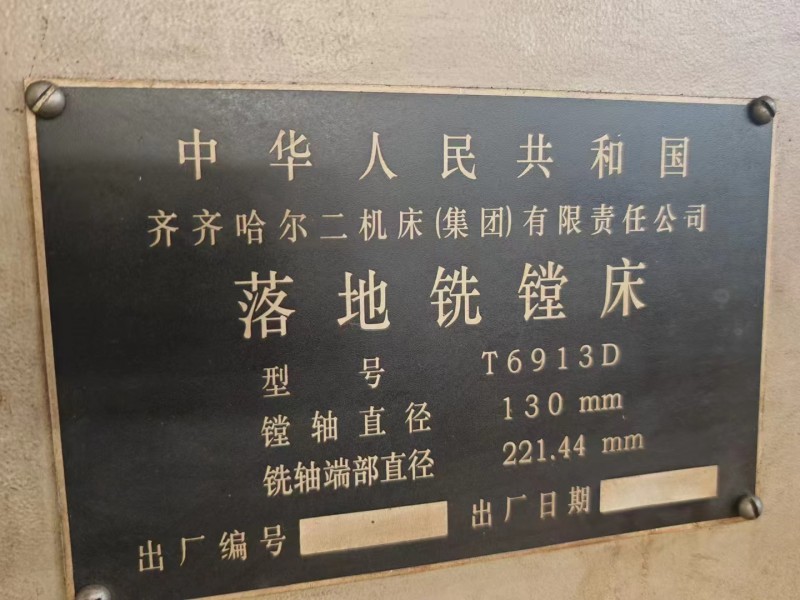 中华人民共和国
齐齐哈尔二机床(集团)有限责任公司
落地铣镗床
型号 T6913D
镗轴直径 130 mm
铣轴端部直径 221.44 mm
出厂编号 出厂日期